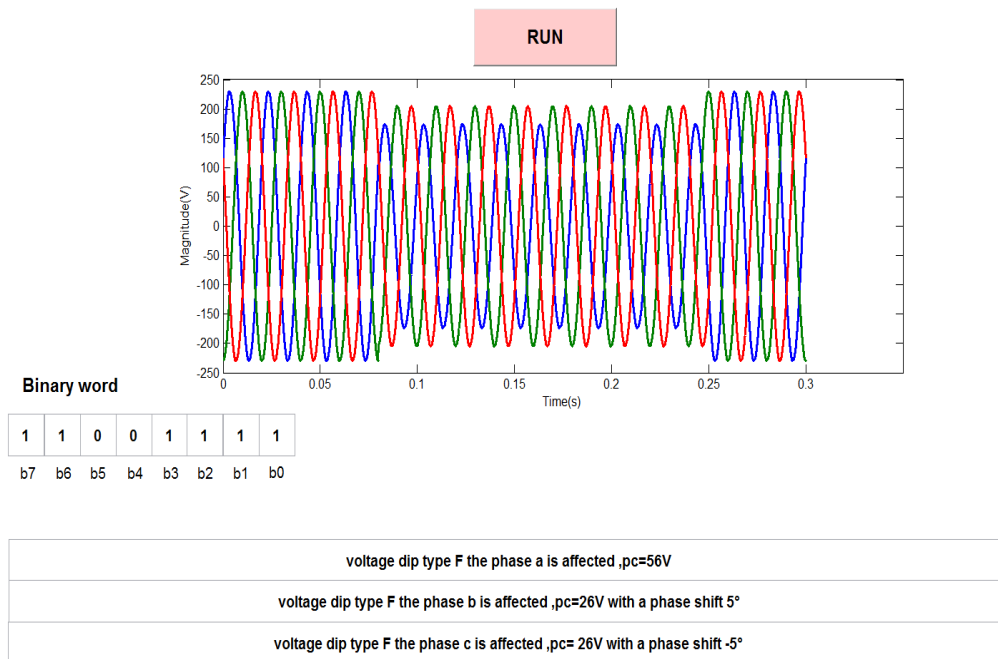 RUN
250
200
150
100
50
0
-50
-100
-150
-200
-250
Magnitude(V)
0 0.05 0.1 0.15 0.2 0.25 0.3
Time(s)
Binary word
1 1 0 0 1 1 1 1
b7 b6 b5 b4 b3 b2 b1 b0
voltage dip type F the phase a is affected ,pc=56V
voltage dip type F the phase b is affected ,pc=26V with a phase shift 5°
voltage dip type F the phase c is affected ,pc= 26V with a phase shift -5°